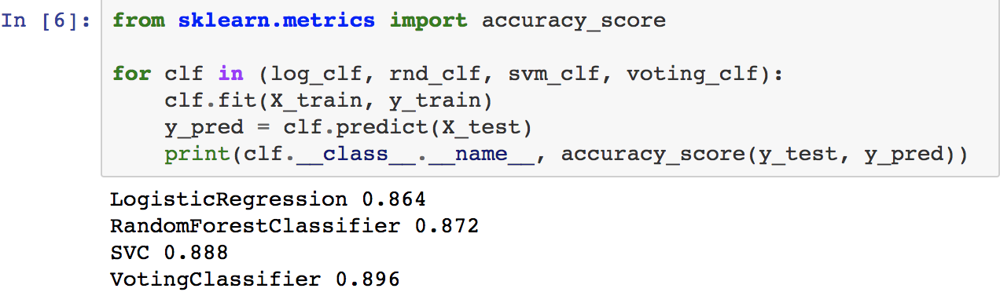 In [6]: from sklearn.metrics import accuracy_score
for clf in (log_clf, rnd_clf, svm_clf, voting_clf):
    clf.fit(X_train, y_train)
    y_pred = clf.predict(X_test)
    print(clf.__class__.__name__, accuracy_score(y_test, y_pred))
LogisticRegression 0.864
RandomForestClassifier 0.872
SVC 0.888
VotingClassifier 0.896